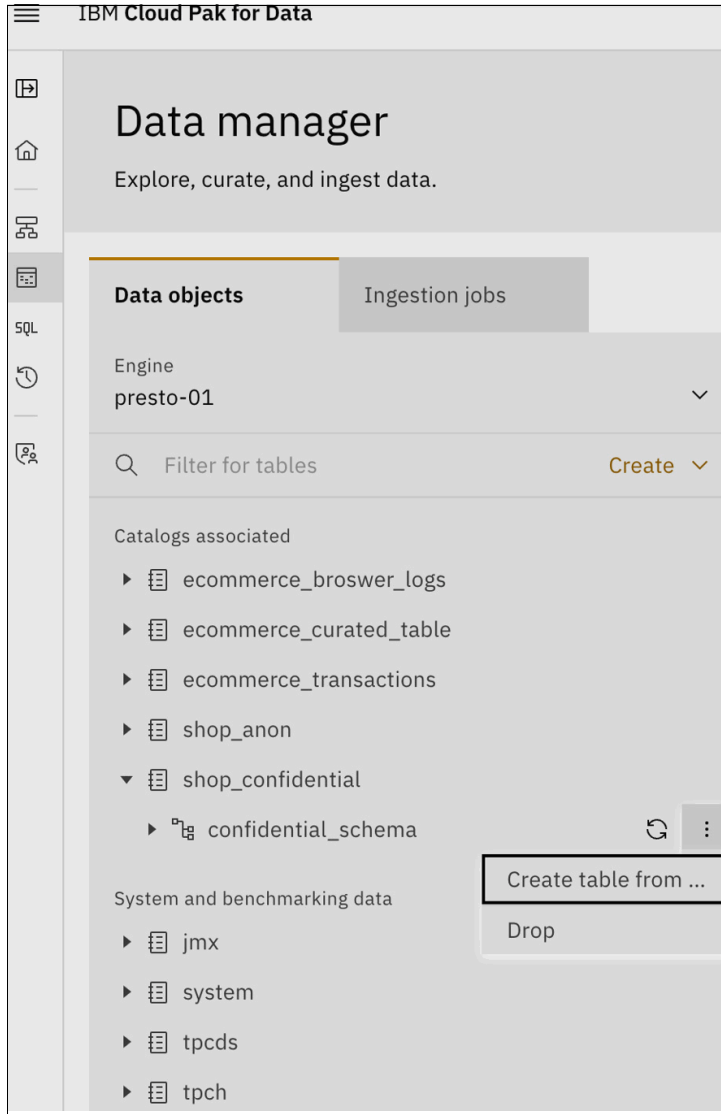 IBM Cloud Pak for Data
Data manager
Explore, curate, and ingest data.
Data objects
Ingestion jobs
Engine
presto-01
SQL
Filter for tables
Create
Catalogs associated
ecommerce_broswer_logs
ecommerce_curated_table
ecommerce_transactions
shop_anon
shop_confidential
confidential_schema
Create table from ...
System and benchmarking data
Drop
jmx
system
tpcds
tpch